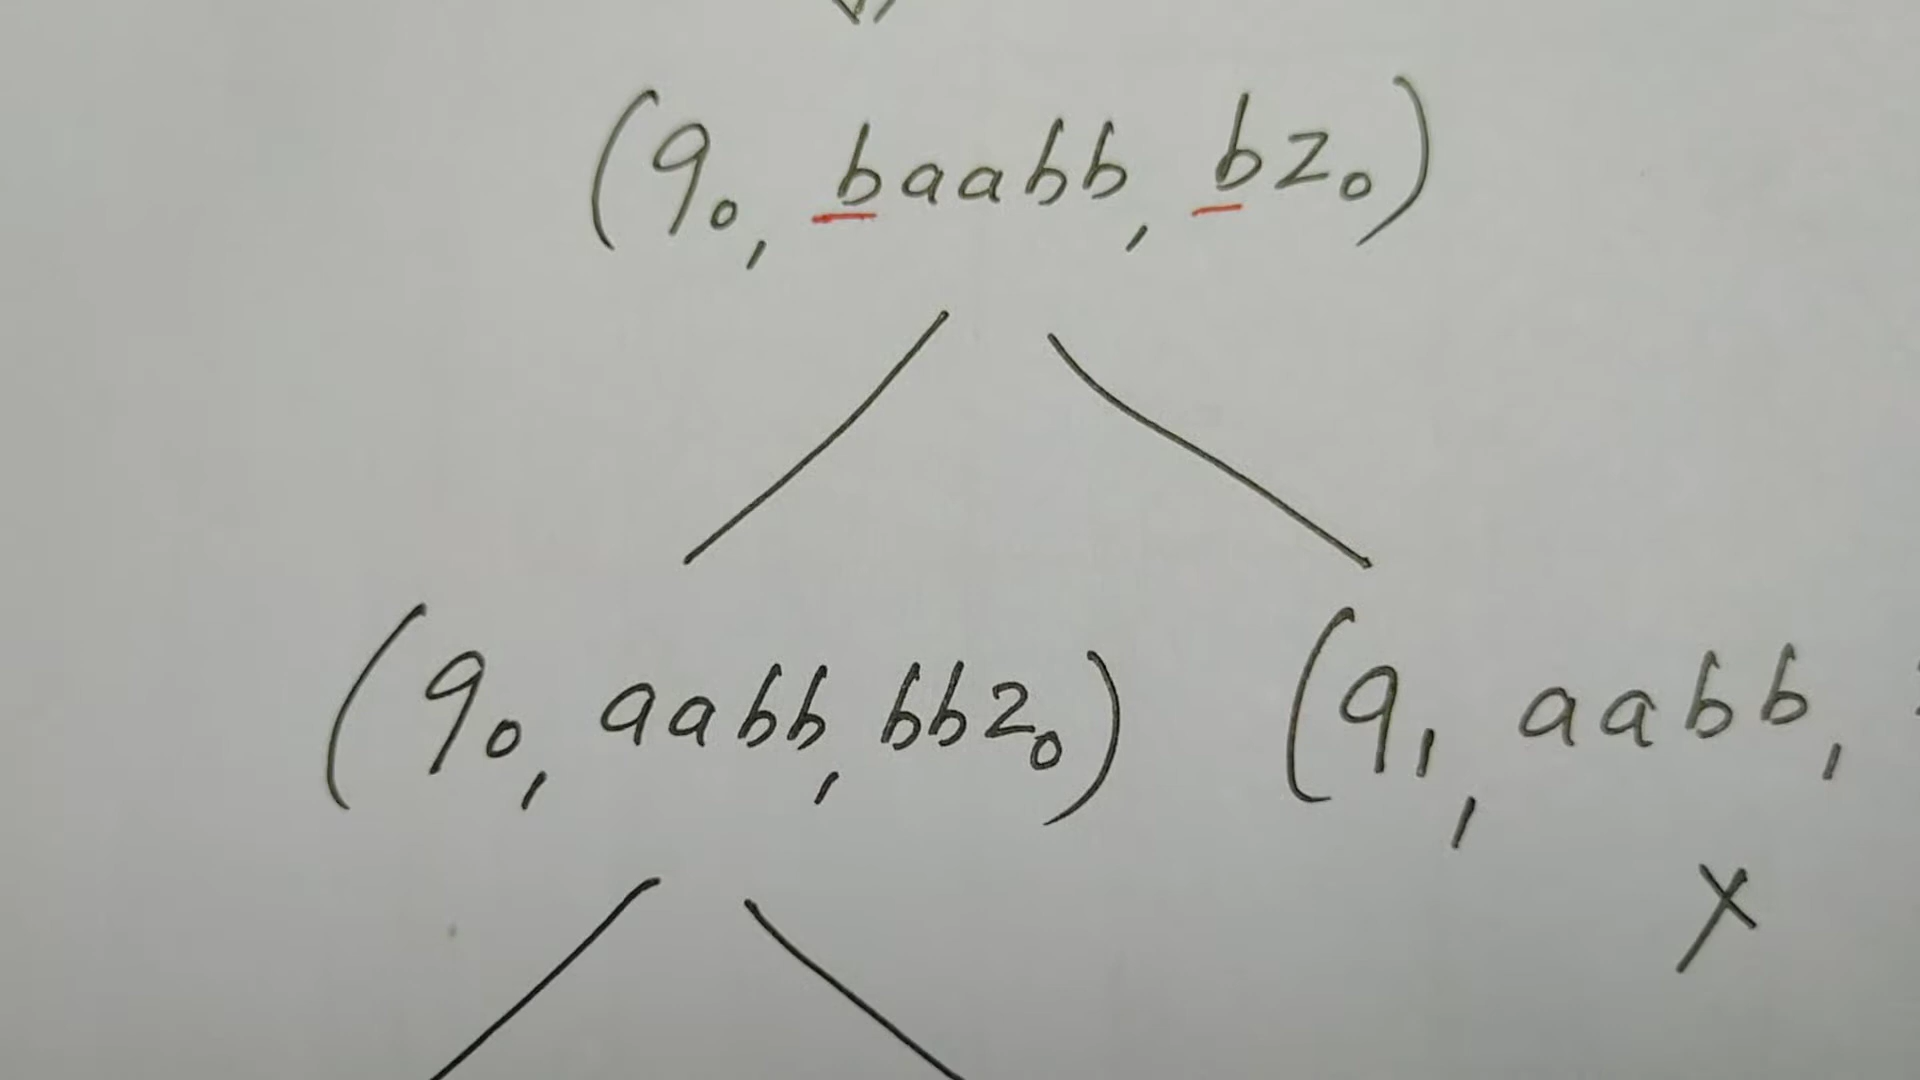 (q₀, baabb, bz₀)
(q₀, aabb, bbz₀) (q₁, aabb,
X